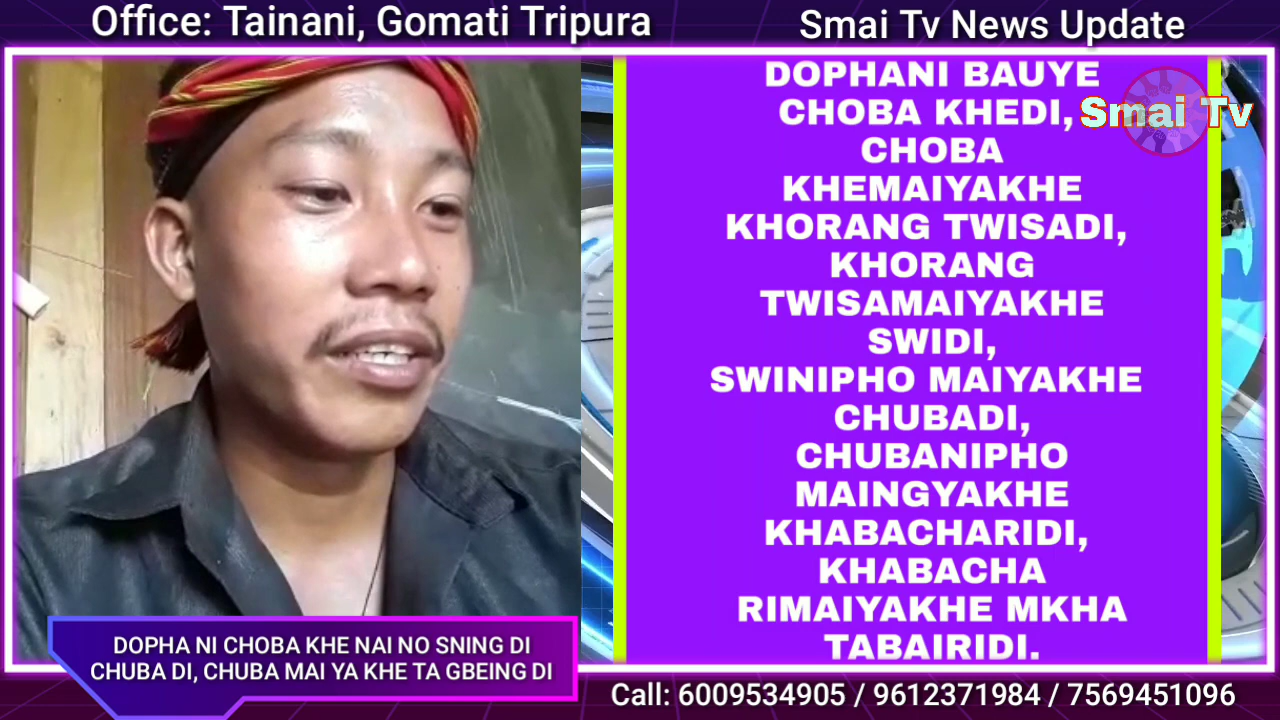 Office: Tainani, Gomati Tripura
Smai Tv News Update
DOPHANI BAUYE
CHOBA KHEDI,
Smai Tv
CHOBA
KHEMAIYAKHE
KHORANG TWISADI,
KHORANG
TWISAMAIYAKHE
SWIDI,
SWINIPHO MAIYAKHE
CHUBADI,
CHUBANIPHO
MAINGYAKHE
KHABACHARIDI,
KHABACHA
RIMAIYAKHE MKHA
TABAIRIDI.
DOPHA NI CHOBA KHE NAI NO SNING DI
CHUBA DI, CHUBA MAI YA KHE TA GBEING DI
Call: 6009534905 / 9612371984 / 7569451096